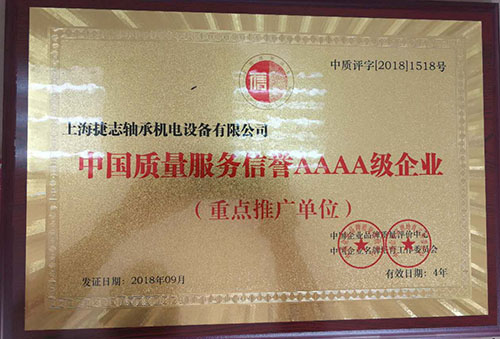 中质评字[2018]1518号
信
上海捷志轴承机电设备有限公司
中国质量服务信誉AAAA级企业
（重点推广单位）
中国企业品牌质量评价中心
中国企业名牌培育工作委员会
发证日期：2018年09月
有效日期：4年